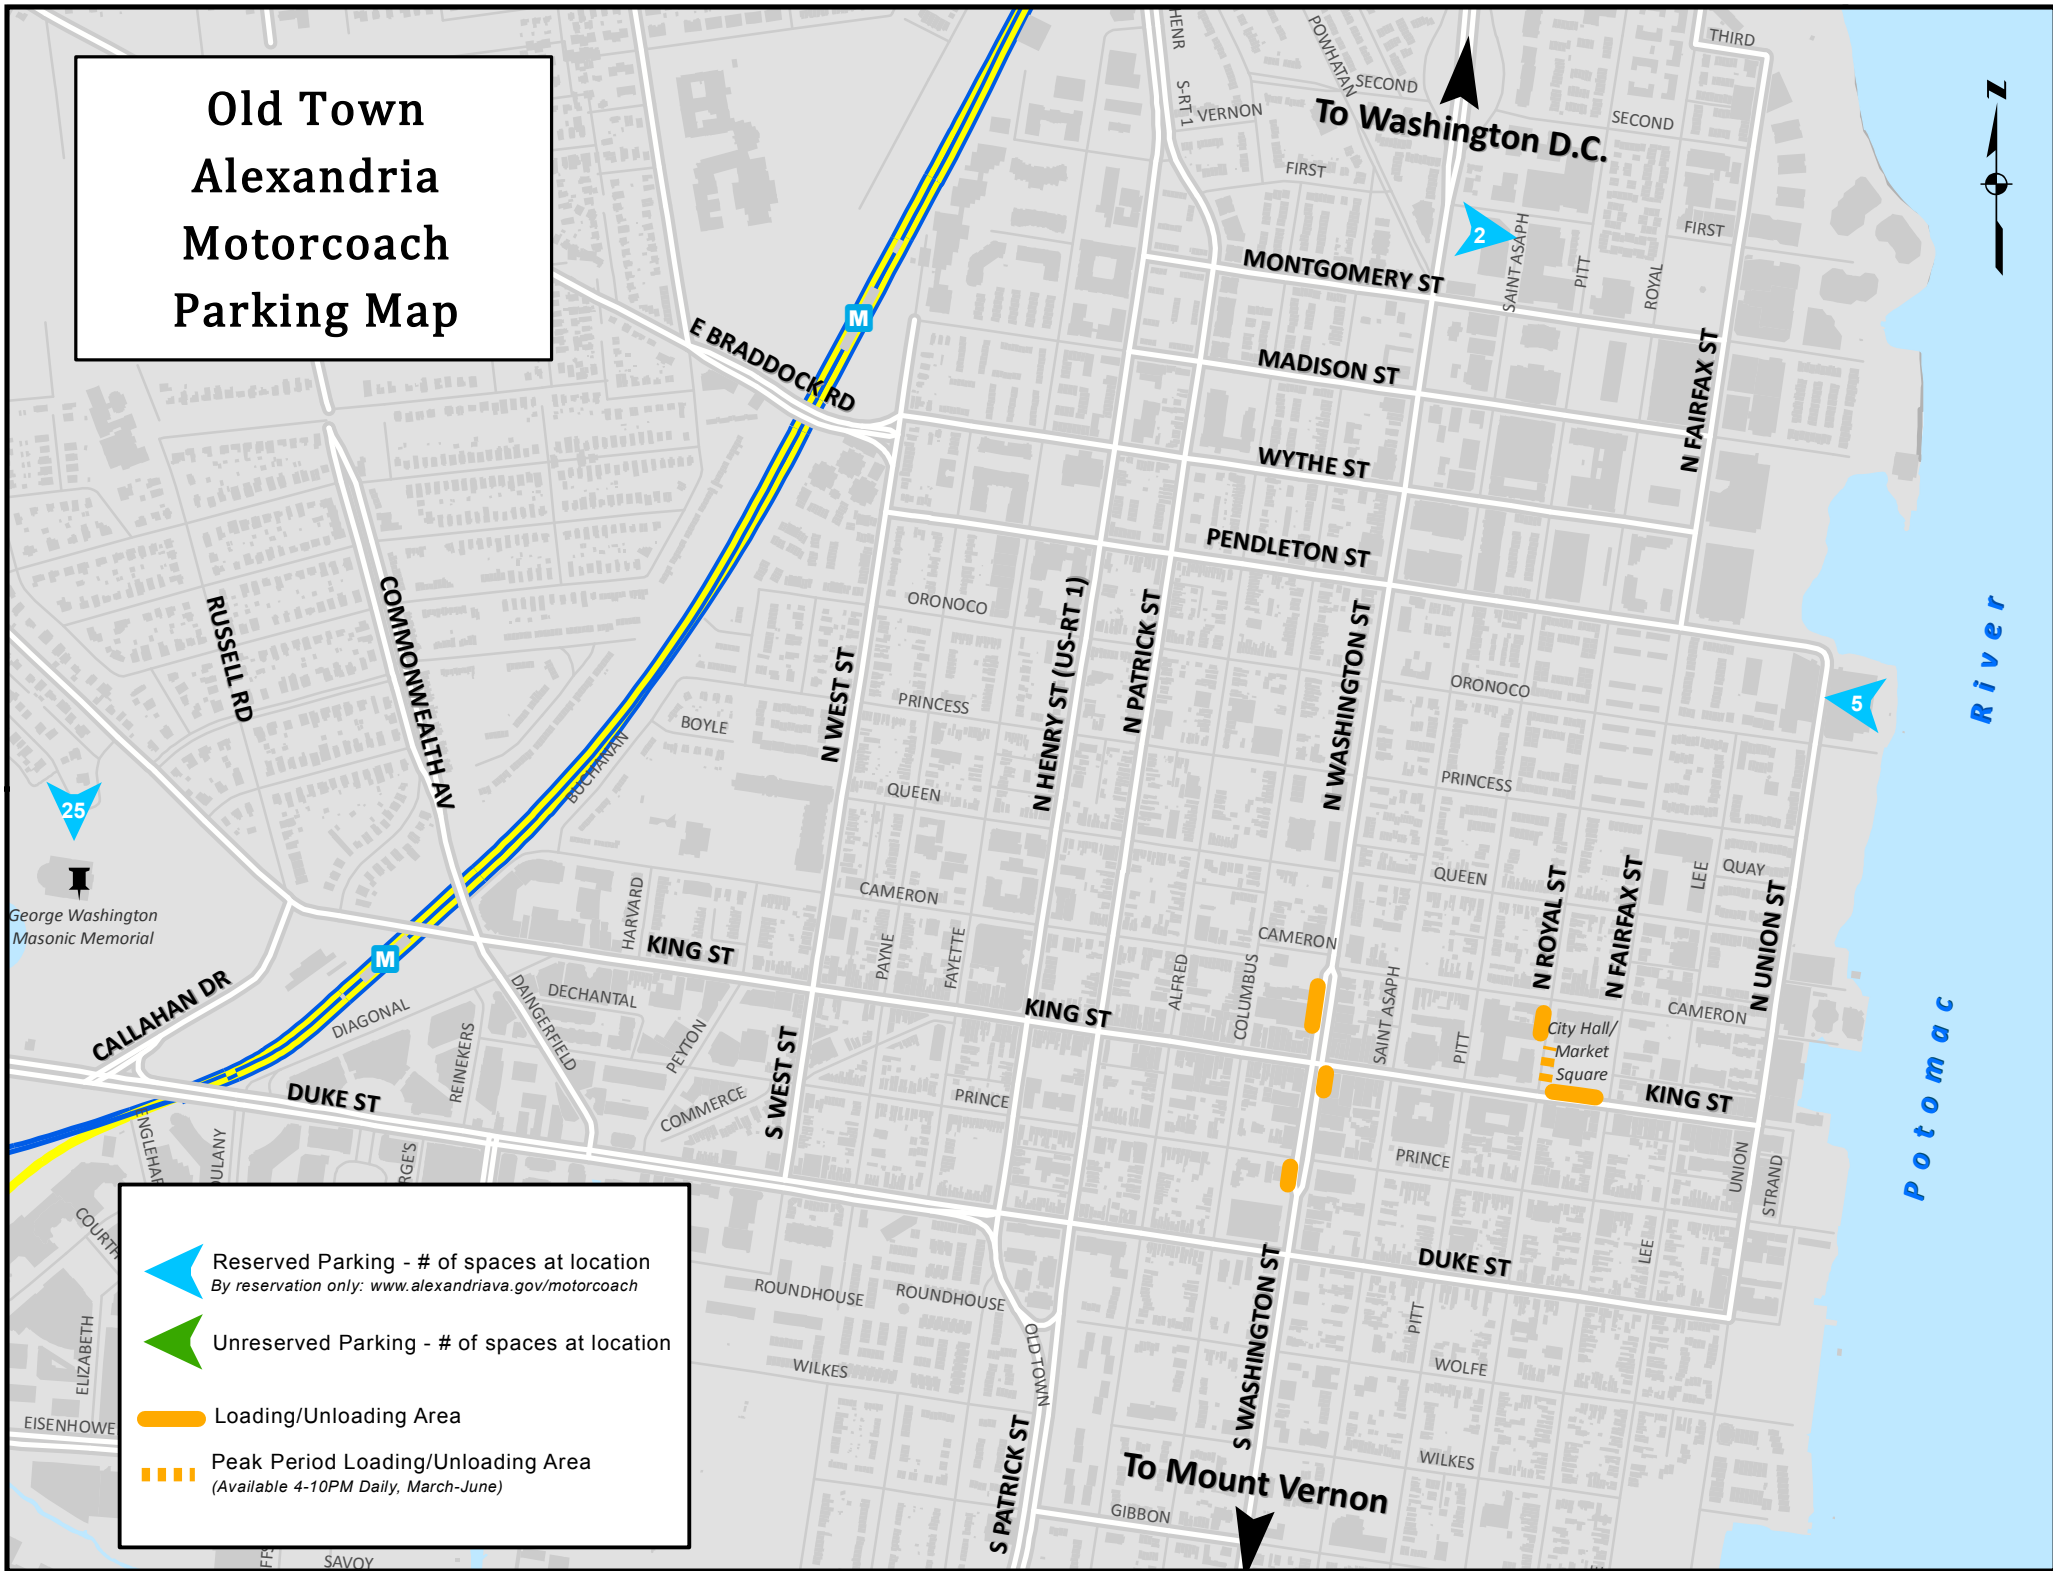 Old Town
Alexandria
Motorcoach
Parking Map
THIRD
POWHATAN
SECOND
S-RT 1
VERNON
To Washington D.C.
SECOND
Z
FIRST
2
SAINT ASAPH
PITT
ROYAL
FIRST
MONTGOMERY ST
M
E BRADDOCK RD
MADISON ST
N FAIRFAX ST
WYTHE ST
PENDLETON ST
COMMONWEALTH AV
RUSSELL RD
ORONOCO
N HENRY ST (US-RT 1)
N PATRICK ST
N WASHINGTON ST
River
N WEST ST
ORONOCO
5
PRINCESS
BOYLE
BUCHANAN
PRINCESS
QUEEN
25
George Washington
Masonic Memorial
CAMERON
QUEEN
N ROYAL ST
N FAIRFAX ST
LEE
QUAY
N UNION ST
HARVARD
KING ST
PAYNE
FAYETTE
CAMERON
M
ALFRED
COLUMBUS
SAINT ASAPH
CALLAHAN DR
DIAGONAL
DECHANTAL
DAINGERFIELD
KING ST
CAMERON
City Hall/
Market
Square
PITT
Potomac
REINEKERS
PEYTON
S WEST ST
DUKE ST
COMMERCE
PRINCE
KING ST
ENGLEHAR
OULANY
RGE'S
PRINCE
UNION
STRAND
COURTH
Reserved Parking - # of spaces at location
By reservation only: www.alexandriava.gov/motorcoach
Unreserved Parking - # of spaces at location
Loading/Unloading Area
Peak Period Loading/Unloading Area
(Available 4-10PM Daily, March-June)
ROUNDHOUSE
ROUNDHOUSE
DUKE ST
LEE
S WASHINGTON ST
PITT
ELIZABETH
WILKES
OLD TOWN
WOLFE
EISENHOWE
S PATRICK ST
To Mount Vernon
WILKES
GIBBON
SAVOY